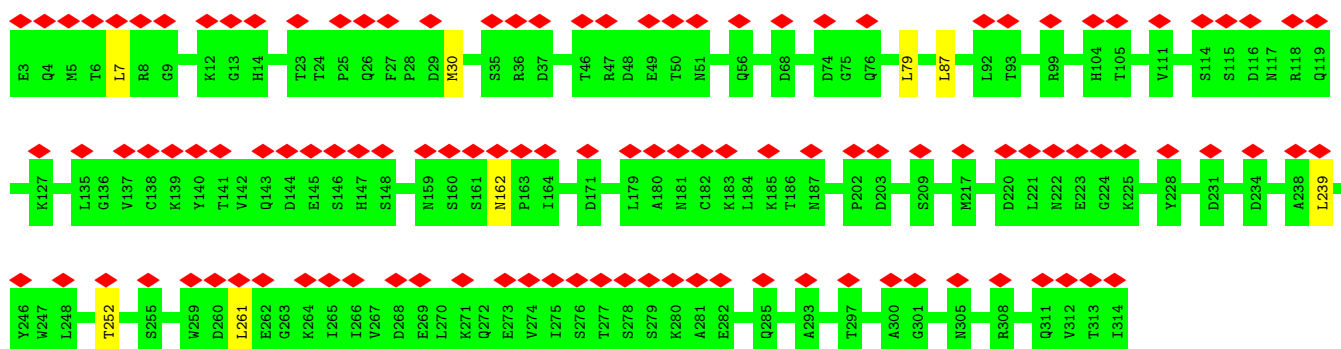 E3 Q4 M5 T6 L7 R8 G9 K12 G13 H14 T23 T24 P25 Q26 F27 P28 D29 M30 S35 R36 D37 T46 R47 D48 E49 T50 N51 Q56 D68 D74 G75 Q76 L79 L87 L92 T93 R99 H104 T105 V111 S114 S115 D116 N117 R118 Q119
K127 L135 G136 V137 C138 K139 Y140 T141 V142 Q143 D144 E145 S146 H147 S148 N159 S160 S161 N162 P163 I164 D171 L179 A180 N181 C182 K183 L184 K185 T186 N187 P202 D203 S209 M217 D220 L221 N222 E223 G224 K225 Y228 D231 D234 A238 L239
Y246 W247 L248 T252 S255 W259 D260 L261 E262 G263 K264 I265 I266 V267 D268 E269 L270 K271 Q272 E273 V274 I275 S276 T277 S278 S279 K280 A281 E282 Q285 A293 T297 A300 G301 N305 R308 Q311 V312 T313 I314